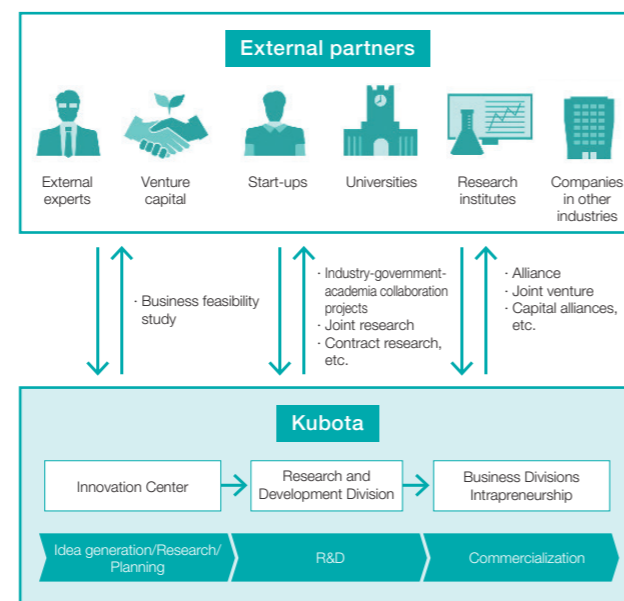 External partners
External
experts
Venture
capital
Start-ups
Universities
Research
institutes
Companies
in other
industries
· Business feasibility
study
· Industry-government-
academia collaboration
projects
· Joint research
· Contract research,
etc.
· Alliance
· Joint venture
· Capital alliances,
etc.
Kubota
Innovation Center
Research and
Development Division
Business Divisions
Intrapreneurship
Idea generation/Research/
Planning
R&D
Commercialization